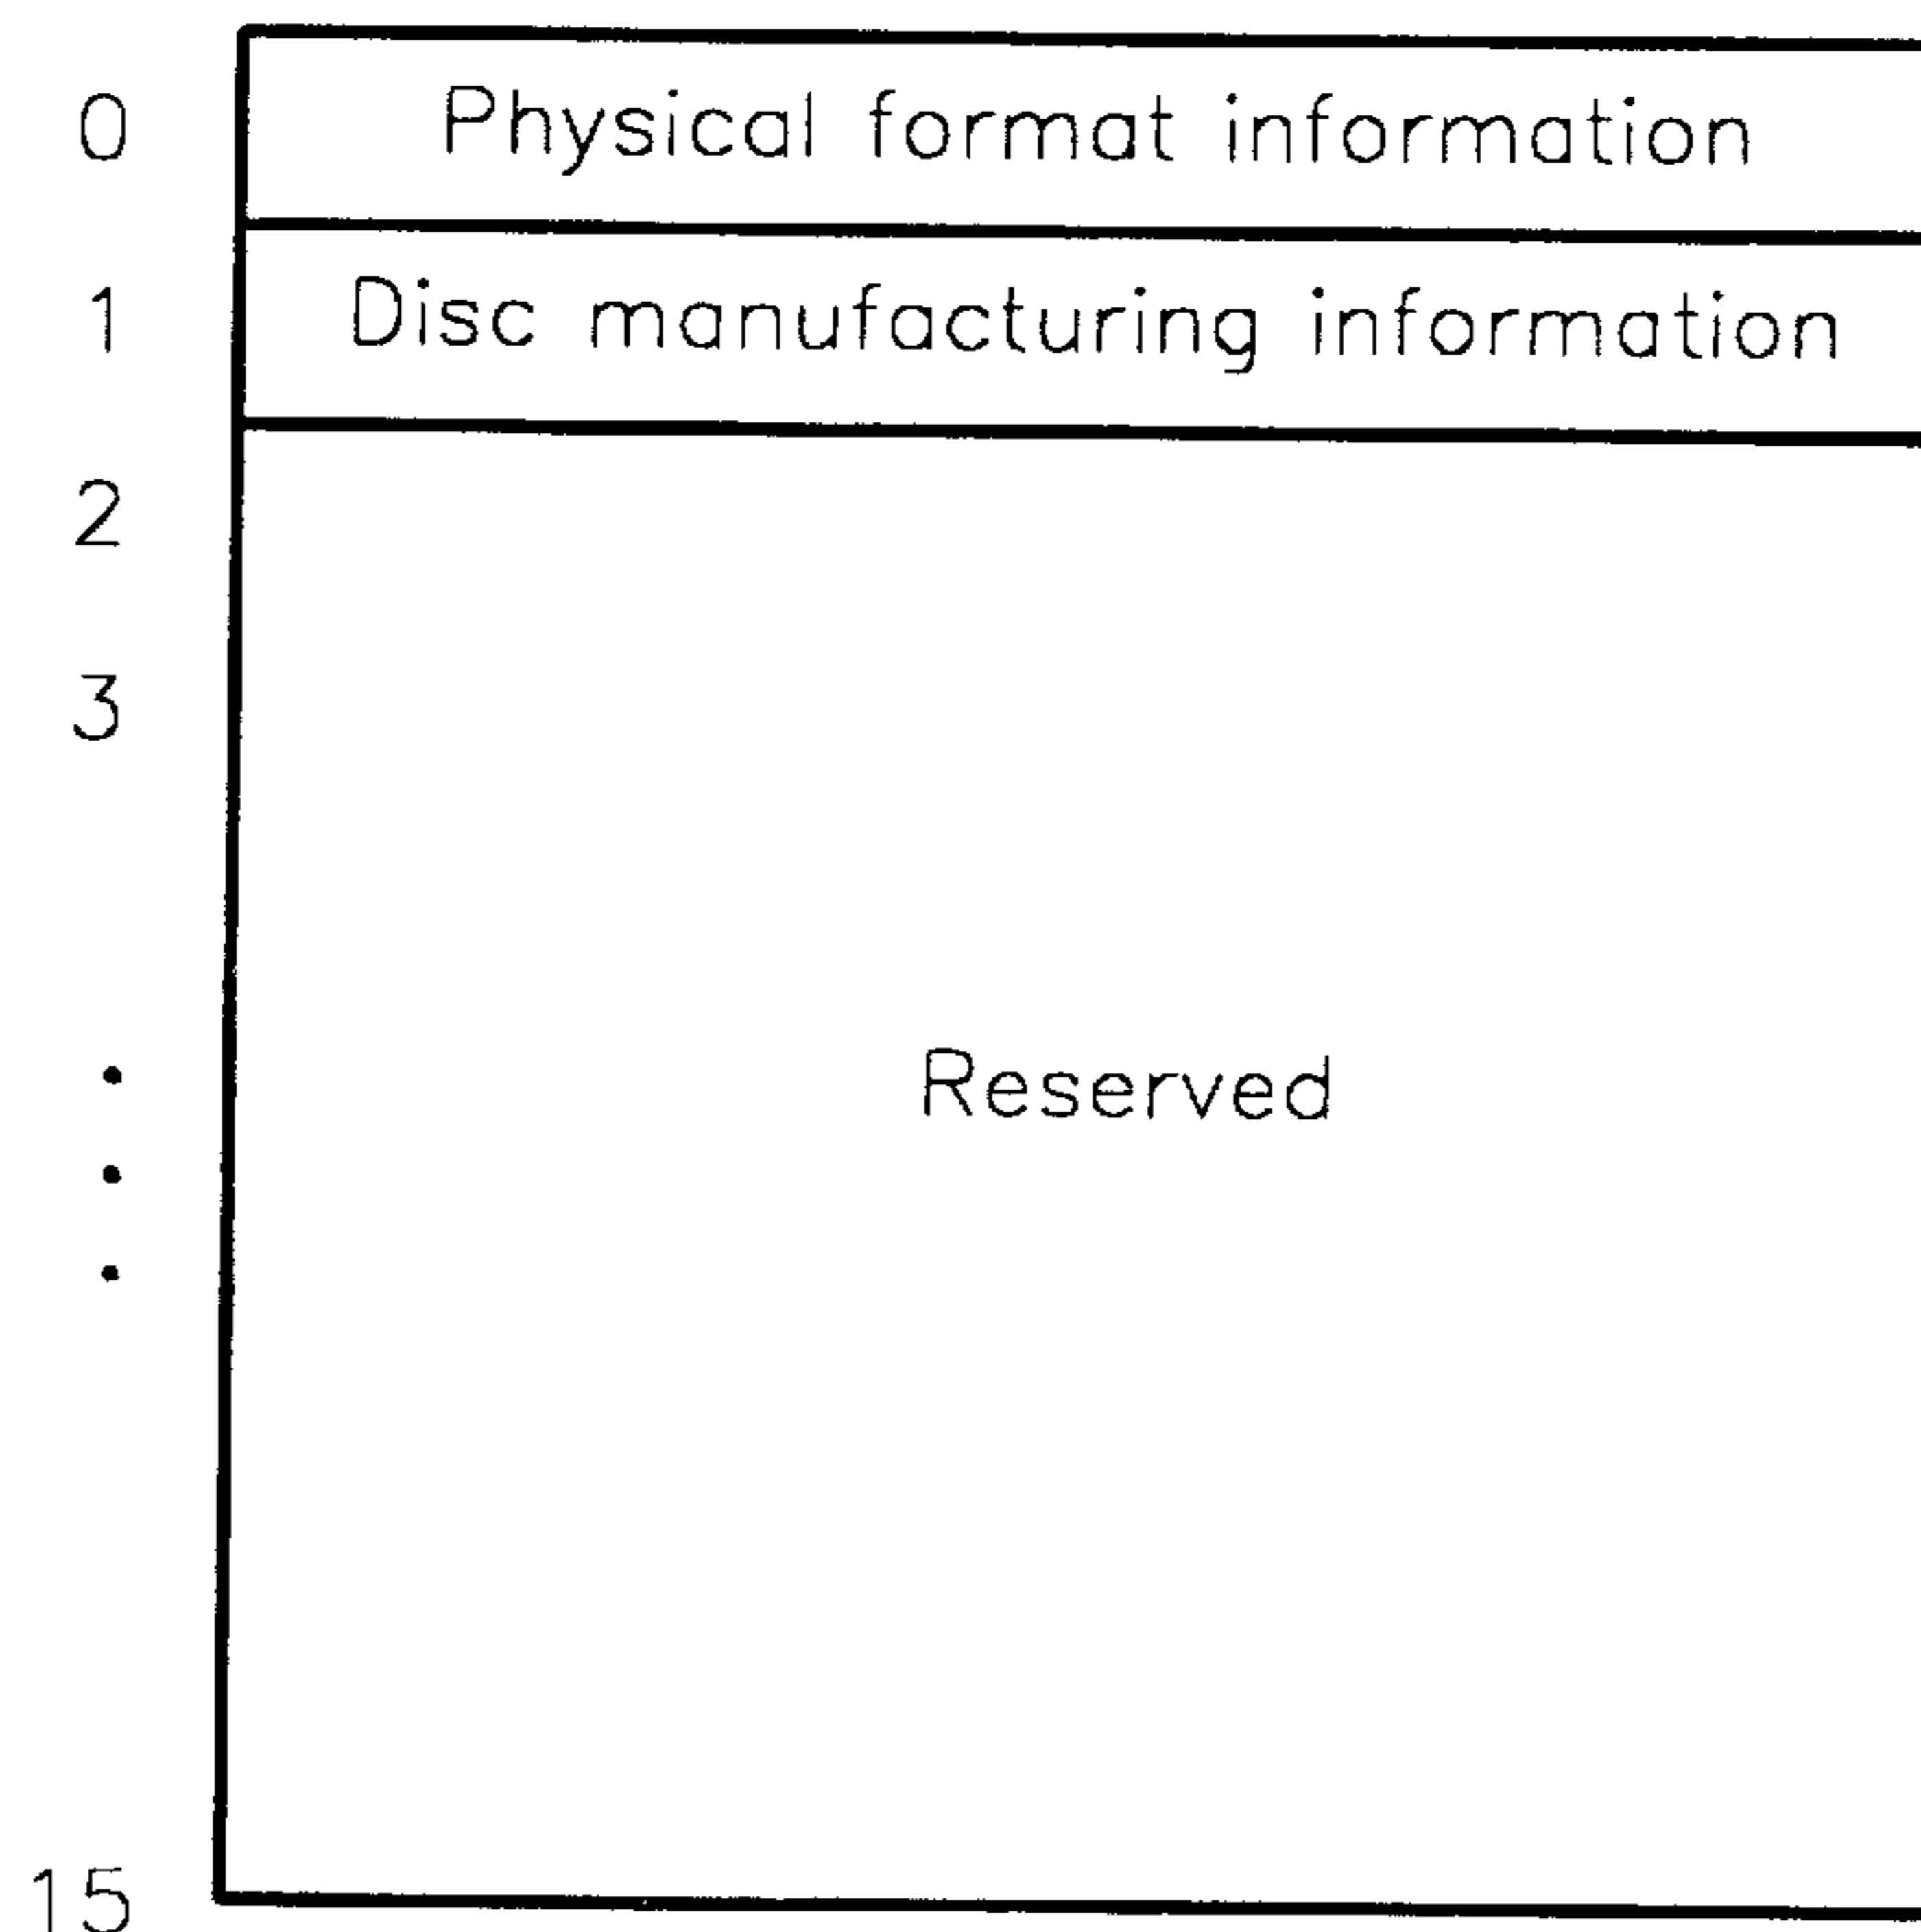 0 Physical format information
1 Disc manufacturing information
2
3
Reserved
15